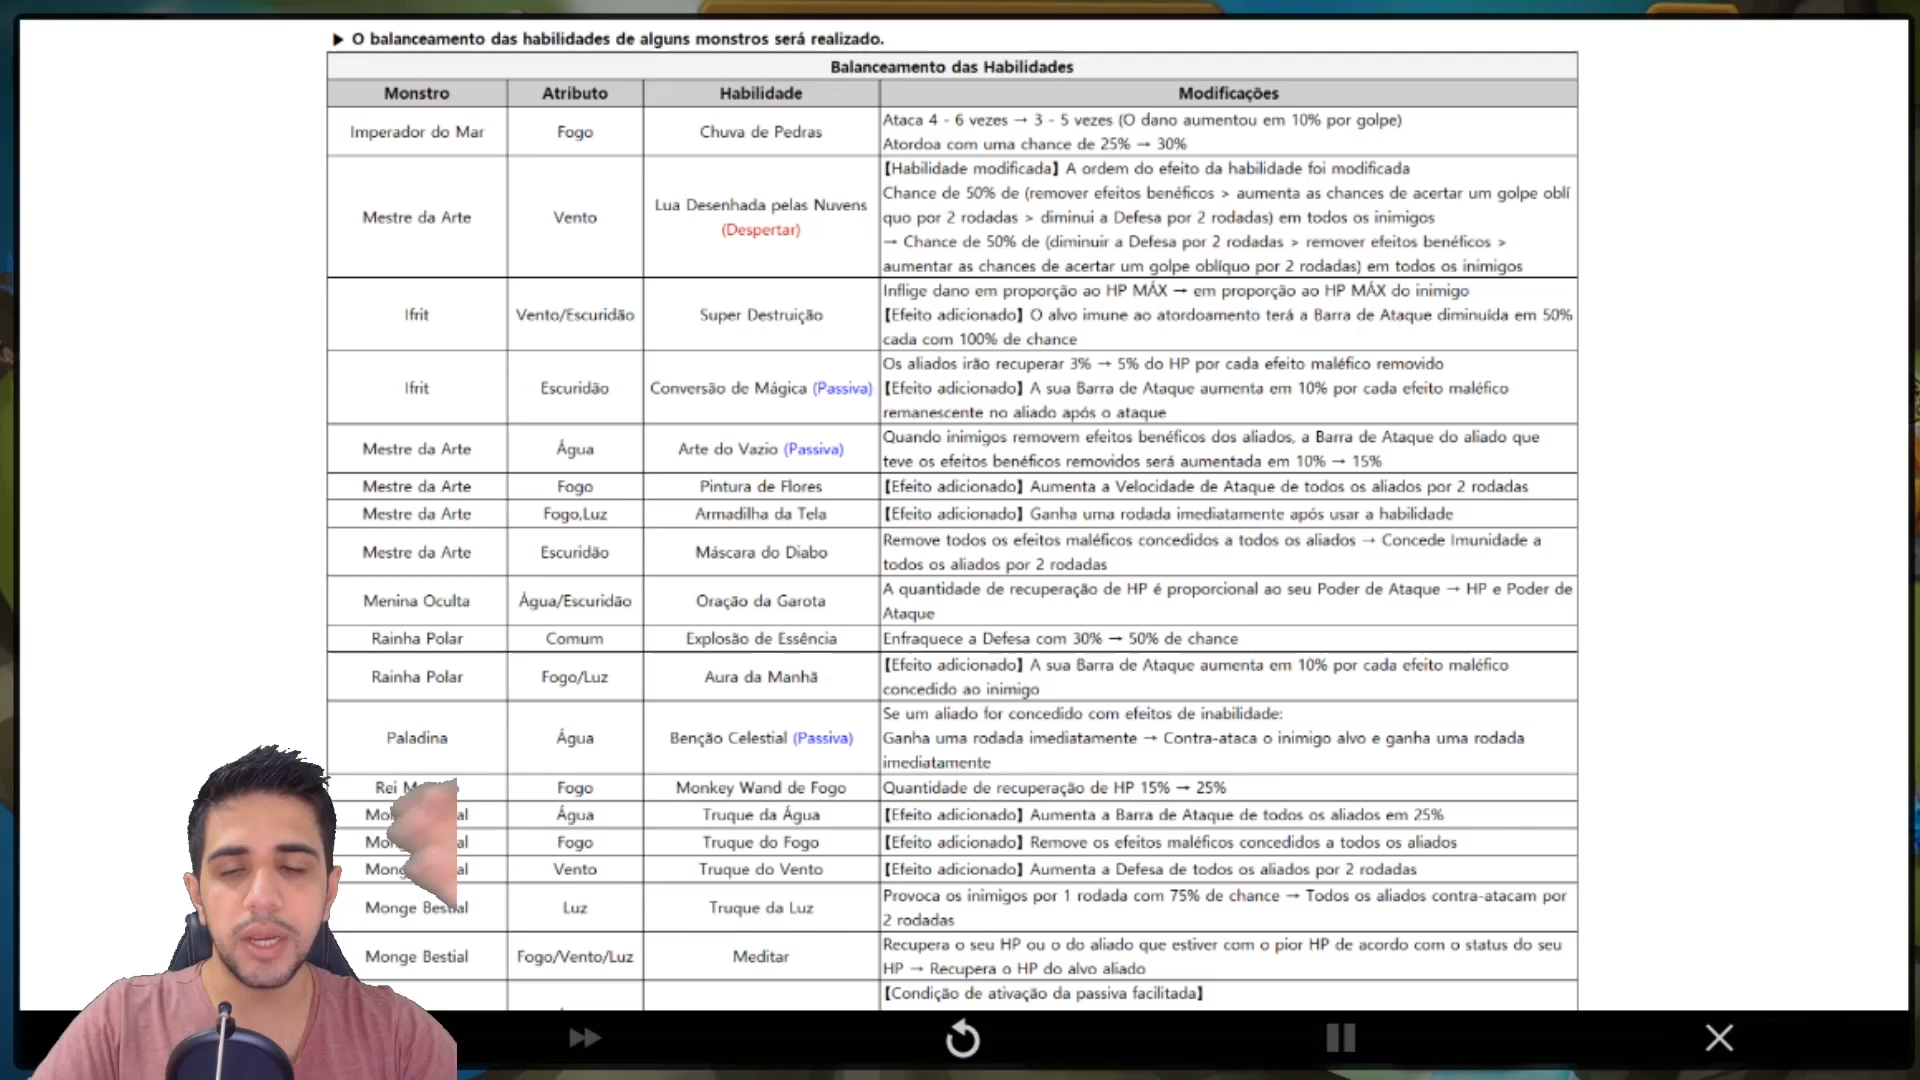 ▶ O balanceamento das habilidades de alguns monstros será realizado.
Balanceamento das Habilidades
Monstro Atributo Habilidade Modificações
Imperador do Mar Fogo Chuva de Pedras Ataca 4 - 6 vezes → 3 - 5 vezes (O dano aumentou em 10% por golpe)
Atordoa com uma chance de 25% → 30%
Mestre da Arte Vento Lua Desenhada pelas Nuvens
(Despertar)
【Habilidade modificada】 A ordem do efeito da habilidade foi modificada
Chance de 50% de (remover efeitos benéficos > aumenta as chances de acertar um golpe oblí
quo por 2 rodadas > diminui a Defesa por 2 rodadas) em todos os inimigos
→ Chance de 50% de (diminuir a Defesa por 2 rodadas > remover efeitos benéficos >
aumentar as chances de acertar um golpe oblíquo por 2 rodadas) em todos os inimigos
Ifrit Vento/Escuridão Super Destruição Inflige dano em proporção ao HP MÁX → em proporção ao HP MÁX do inimigo
【Efeito adicionado】 O alvo imune ao atordoamento terá a Barra de Ataque diminuída em 50%
cada com 100% de chance
Ifrit Escuridão Conversão de Mágica (Passiva) Os aliados irão recuperar 3% → 5% do HP por cada efeito maléfico removido
【Efeito adicionado】 A sua Barra de Ataque aumenta em 10% por cada efeito maléfico
remanescente no aliado após o ataque
Mestre da Arte Água Arte do Vazio (Passiva) Quando inimigos removem efeitos benéficos dos aliados, a Barra de Ataque do aliado que
teve os efeitos benéficos removidos será aumentada em 10% → 15%
Mestre da Arte Fogo Pintura de Flores 【Efeito adicionado】 Aumenta a Velocidade de Ataque de todos os aliados por 2 rodadas
Mestre da Arte Fogo,Luz Armadilha da Tela 【Efeito adicionado】 Ganha uma rodada imediatamente após usar a habilidade
Mestre da Arte Escuridão Máscara do Diabo Remove todos os efeitos maléficos concedidos a todos os aliados → Concede Imunidade a
todos os aliados por 2 rodadas
Menina Oculta Água/Escuridão Oração da Garota A quantidade de recuperação de HP é proporcional ao seu Poder de Ataque → HP e Poder de
Ataque
Rainha Polar Comum Explosão de Essência Enfraquece a Defesa com 30% → 50% de chance
Rainha Polar Fogo/Luz Aura da Manhã 【Efeito adicionado】 A sua Barra de Ataque aumenta em 10% por cada efeito maléfico
concedido ao inimigo
Paladina Água Benção Celestial (Passiva) Se um aliado for concedido com efeitos de inabilidade:
Ganha uma rodada imediatamente → Contra-ataca o inimigo alvo e ganha uma rodada
imediatamente
Rei Fogo Monkey Wand de Fogo Quantidade de recuperação de HP 15% → 25%
Água Truque da Água 【Efeito adicionado】 Aumenta a Barra de Ataque de todos os aliados em 25%
Fogo Truque do Fogo 【Efeito adicionado】 Remove os efeitos maléficos concedidos a todos os aliados
Vento Truque do Vento 【Efeito adicionado】 Aumenta a Defesa de todos os aliados por 2 rodadas
Monge Bestial Luz Truque da Luz Provoca os inimigos por 1 rodada com 75% de chance → Todos os aliados contra-atacam por
2 rodadas
Monge Bestial Fogo/Vento/Luz Meditar Recupera o seu HP ou o do aliado que estiver com o pior HP de acordo com o status do seu
HP → Recupera o HP do alvo aliado
【Condição de ativação da passiva facilitada】